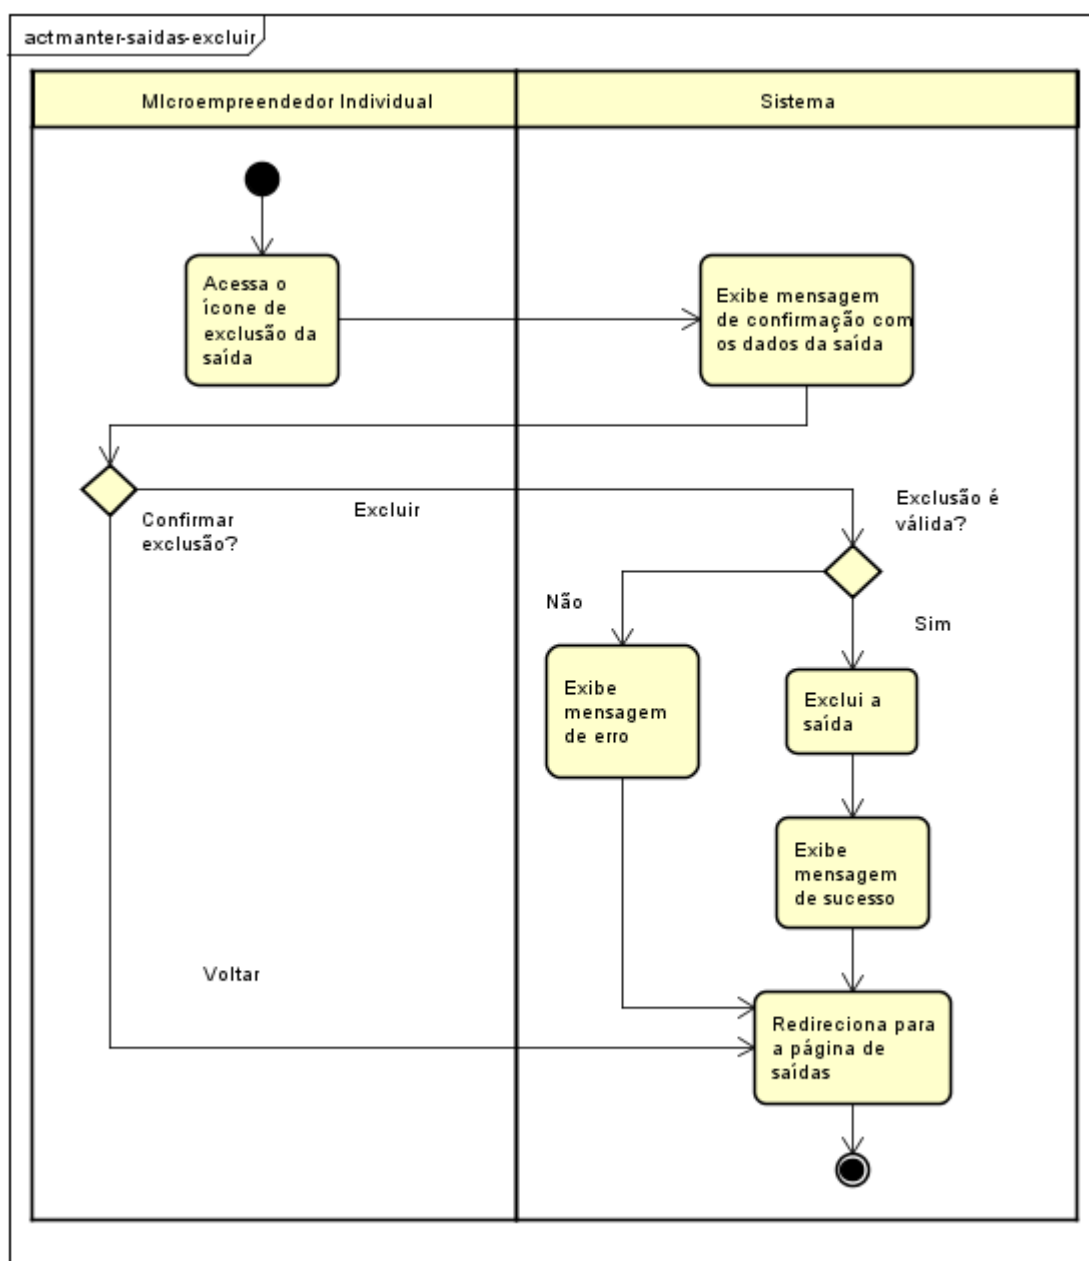 actmanter-saidas-excluir
MIcroempreendedor Individual
Sistema
Acessa o
ícone de
exclusão da
saída
Exibe mensagem
de confirmação com
os dados da saída
Confirmar
exclusão?
Excluir
Exclusão é
válida?
Não
Sim
Exibe
mensagem
de erro
Exclui a
saída
Exibe
mensagem
de sucesso
Voltar
Redireciona para
a página de
saídas